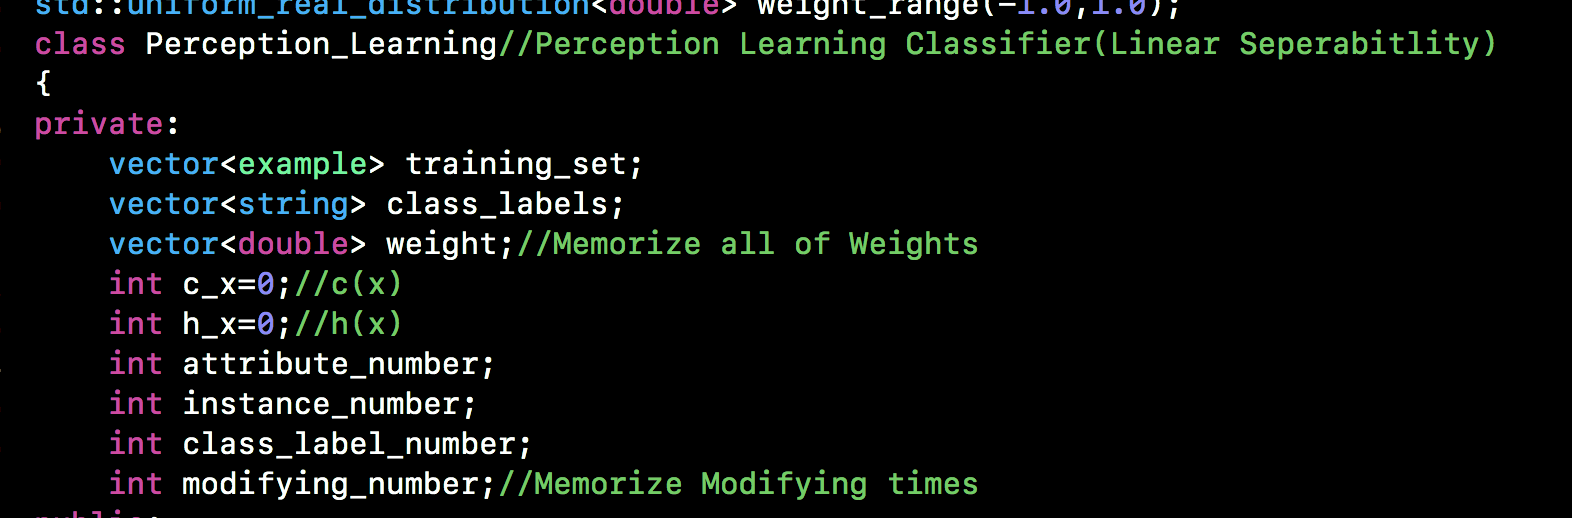 std::uniform_real_distribution<double> weight_range(-1.0,1.0);
class Perception_Learning//Perception Learning Classifier(Linear Seperabitlity)
{
private:
    vector<example> training_set;
    vector<string> class_labels;
    vector<double> weight;//Memorize all of Weights
    int c_x=0;//c(x)
    int h_x=0;//h(x)
    int attribute_number;
    int instance_number;
    int class_label_number;
    int modifying_number;//Memorize Modifying times
public: